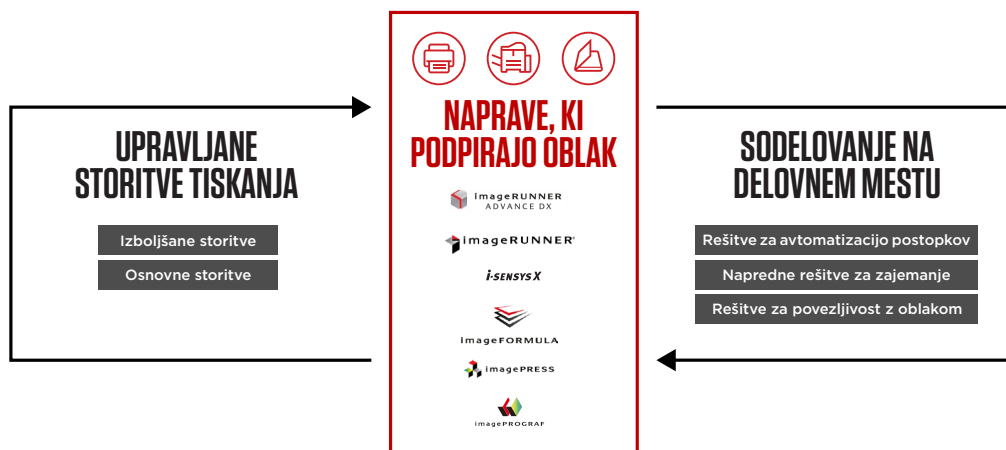 UPRAVLJANE
STORITVE TISKANJA
Izboljšane storitve
Osnovne storitve
NAPRAVE, KI
PODPIRAJO OBLAK
imageRUNNER
ADVANCE DX
imageRUNNER®
i-SENSYS X
imageFORMULA
imagePRESS
imagePROGRAF
SODELOVANJE NA
DELOVNEM MESTU
Rešitve za avtomatizacijo postopkov
Napredne rešitve za zajemanje
Rešitve za povezljivost z oblakom